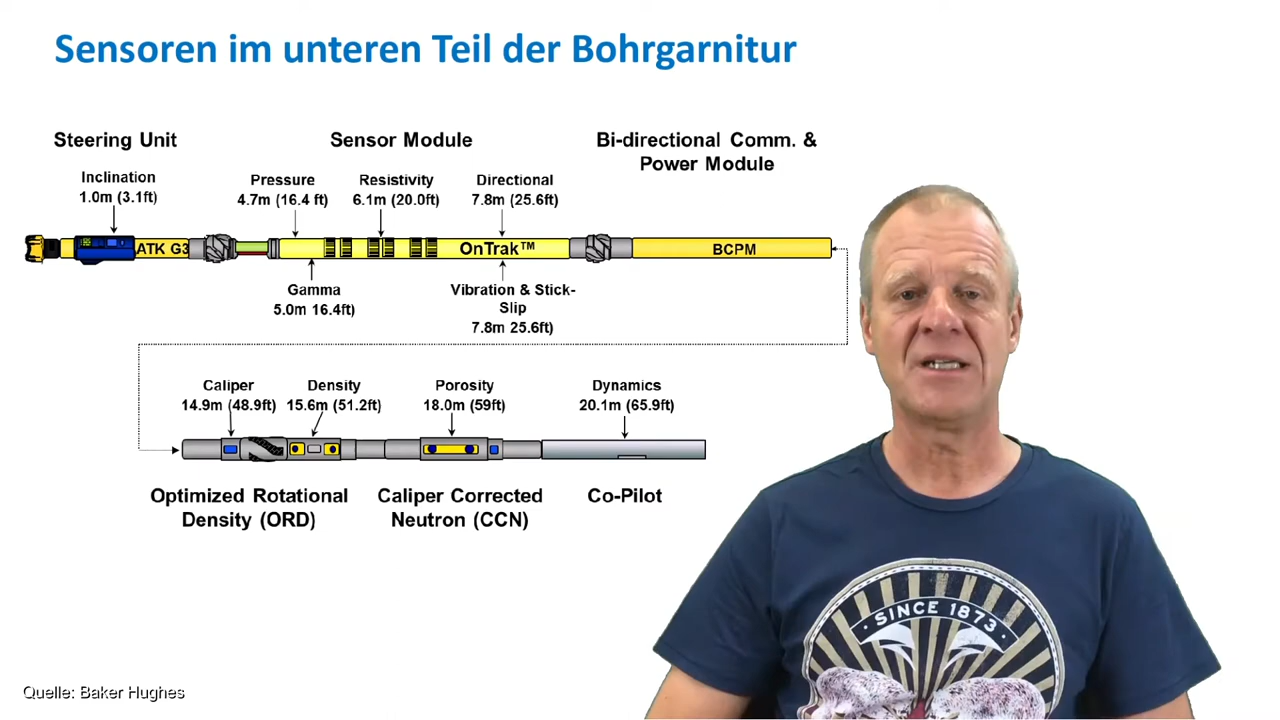 Sensoren im unteren Teil der Bohrgarnitur
Steering Unit
Sensor Module
Bi-directional Comm. &
Power Module
Inclination
1.0m (3.1ft)
Pressure
4.7m (16.4 ft)
Resistivity
6.1m (20.0ft)
Directional
7.8m (25.6ft)
ATK G3
OnTrak™
BCPM
Gamma
5.0m 16.4ft)
Vibration & Stick-
Slip
7.8m 25.6ft)
Caliper
14.9m (48.9ft)
Density
15.6m (51.2ft)
Porosity
18.0m (59ft)
Dynamics
20.1m (65.9ft)
Optimized Rotational
Density (ORD)
Caliper Corrected
Neutron (CCN)
Co-Pilot
· SINCE 1873 ·
Quelle: Baker Hughes